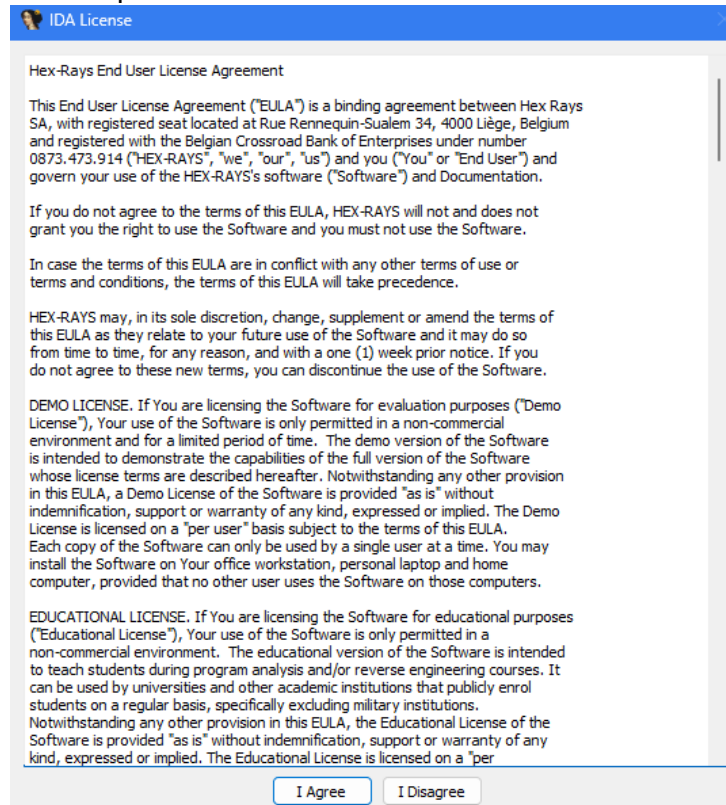 IDA License
Hex-Rays End User License Agreement
This End User License Agreement ("EULA") is a binding agreement between Hex Rays
SA, with registered seat located at Rue Rennequin-Sualem 34, 4000 Liège, Belgium
and registered with the Belgian Crossroad Bank of Enterprises under number
0873.473.914 ("HEX-RAYS", "we", "our", "us") and you ("You" or "End User") and
govern your use of the HEX-RAYS's software ("Software") and Documentation.
If you do not agree to the terms of this EULA, HEX-RAYS will not and does not
grant you the right to use the Software and you must not use the Software.
In case the terms of this EULA are in conflict with any other terms of use or
terms and conditions, the terms of this EULA will take precedence.
HEX-RAYS may, in its sole discretion, change, supplement or amend the terms of
this EULA as they relate to your future use of the Software and it may do so
from time to time, for any reason, and with a one (1) week prior notice. If you
do not agree to these new terms, you can discontinue the use of the Software.
DEMO LICENSE. If You are licensing the Software for evaluation purposes ("Demo
License"), Your use of the Software is only permitted in a non-commercial
environment and for a limited period of time.  The demo version of the Software
is intended to demonstrate the capabilities of the full version of the Software
whose license terms are described hereafter. Notwithstanding any other provision
in this EULA, a Demo License of the Software is provided "as is" without
indemnification, support or warranty of any kind, expressed or implied. The Demo
License is licensed on a "per user" basis subject to the terms of this EULA.
Each copy of the Software can only be used by a single user at a time. You may
install the Software on Your office workstation, personal laptop and home
computer, provided that no other user uses the Software on those computers.
EDUCATIONAL LICENSE. If You are licensing the Software for educational purposes
("Educational License"), Your use of the Software is only permitted in a
non-commercial environment.  The educational version of the Software is intended
to teach students during program analysis and/or reverse engineering courses. It
can be used by universities and other academic institutions that publicly enrol
students on a regular basis, specifically excluding military institutions.
Notwithstanding any other provision in this EULA, the Educational License of the
Software is provided "as is" without indemnification, support or warranty of any
kind, expressed or implied. The Educational License is licensed on a "per
I Agree
I Disagree